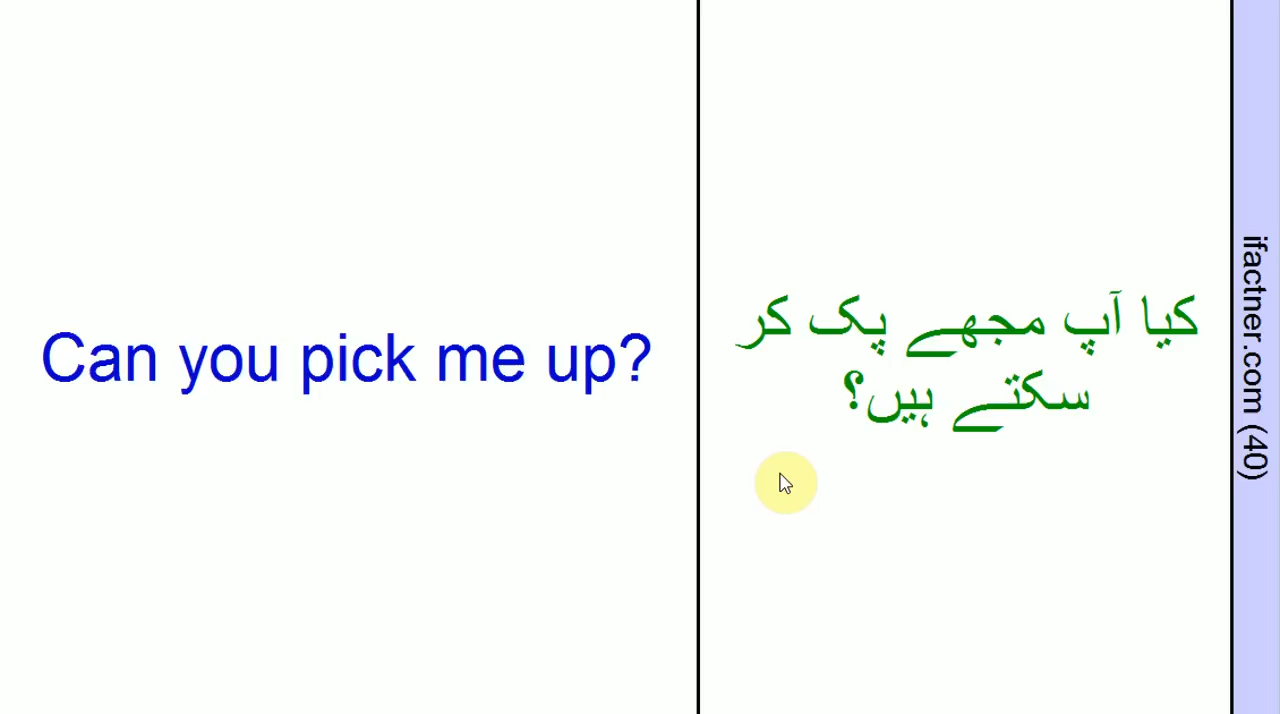 Can you pick me up?
کیا آپ مجھے پک کر
سکتے ہیں؟
ifactner.com (40)